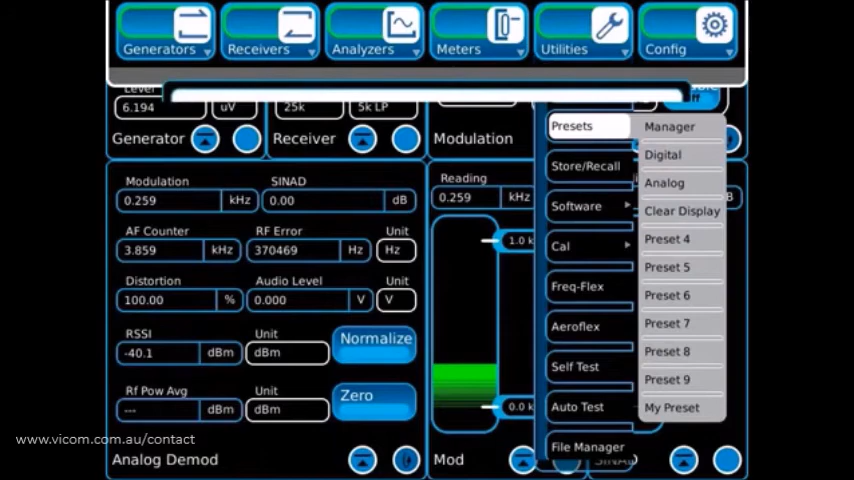 Generators
Receivers
Analyzers
Meters
Utilities
Config
Level
6.194
uV
25k
5k LP
Generator
Receiver
Modulation
Modulation
0.259
kHz
SINAD
0.00
dB
AF Counter
3.859
kHz
RF Error
370469
Hz
Unit
Hz
Distortion
100.00
%
Audio Level
0.000
V
Unit
V
RSSI
-40.1
dBm
Unit
dBm
Normalize
Rf Pow Avg
---
dBm
Unit
dBm
Zero
Analog Demod
Reading
0.259
kHz
1.0 k
0.0 k
Mod
Presets
Store/Recall
Software
Cal
Freq-Flex
Aeroflex
Self Test
Auto Test
File Manager
Manager
Digital
Analog
Clear Display
Preset 4
Preset 5
Preset 6
Preset 7
Preset 8
Preset 9
My Preset
SINAD
www.vicom.com.au/contact